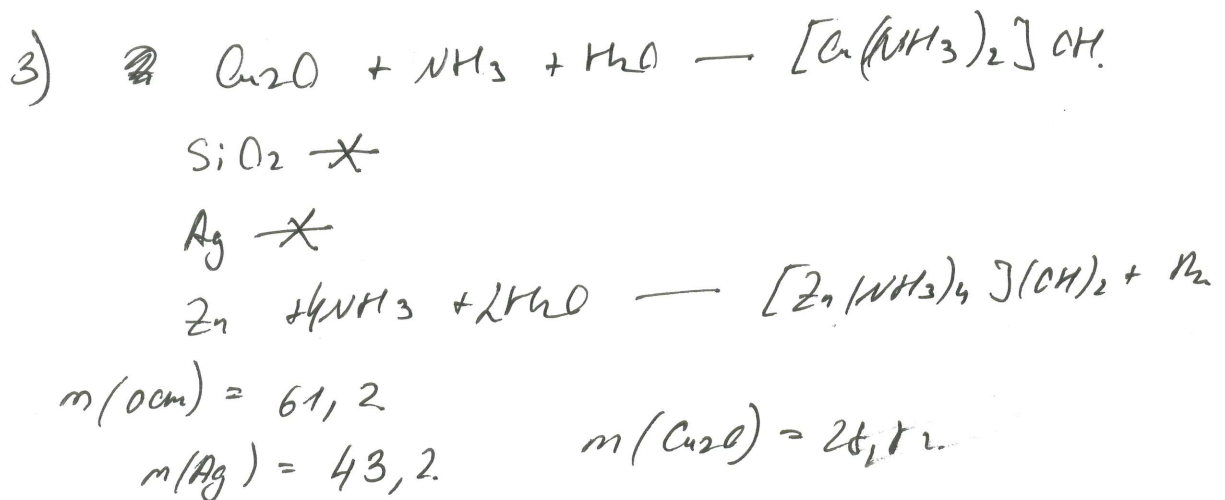 3) Cu2O + NH3 + H2O — [Cu(NH3)2]OH.
SiO2 -X-
Ag -X-
Zn +4NH3 +2H2O — [Zn(NH3)4](OH)2 + H2
m(ост) = 61,2
m(Ag) = 43,2. m(Cu2O) =